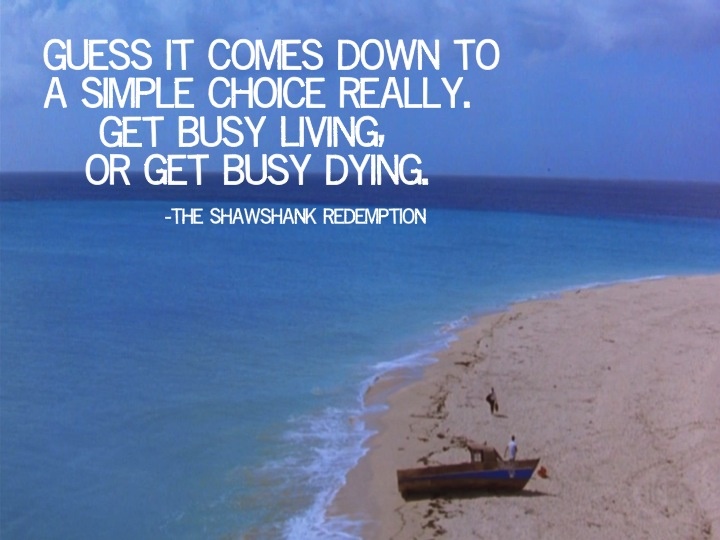 GUESS IT COMES DOWN TO
A SIMPLE CHOICE REALLY.
GET BUSY LIVING,
OR GET BUSY DYING.
-THE SHAWSHANK REDEMPTION